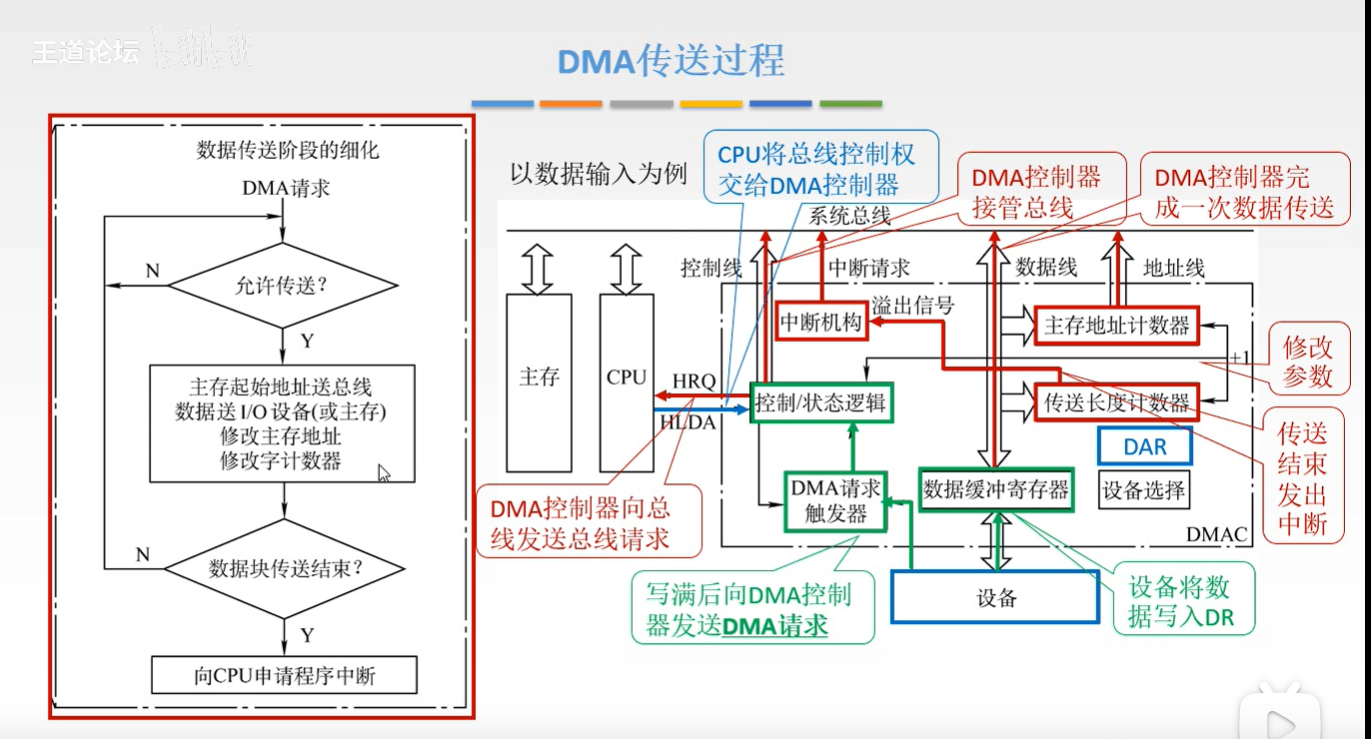 王道论坛 bilibili
DMA传送过程
数据传送阶段的细化
DMA请求
允许传送?
N
Y
主存起始地址送总线
数据送I/O设备(或主存)
修改主存地址
修改字计数器
数据块传送结束?
N
Y
向CPU申请程序中断
以数据输入为例
CPU将总线控制权
交给DMA控制器
DMA控制器
接管总线
DMA控制器完
成一次数据传送
系统总线
控制线
中断请求
数据线
地址线
主存
CPU
中断机构
溢出信号
主存地址计数器
+1
修改
参数
HRQ
HLDA
控制/状态逻辑
传送长度计数器
DAR
传送
结束
发出
中断
DMA控制器向总
线发送总线请求
DMA请求
触发器
数据缓冲寄存器
设备选择
DMAC
写满后向DMA控制
器发送DMA请求
设备
设备将数
据写入DR